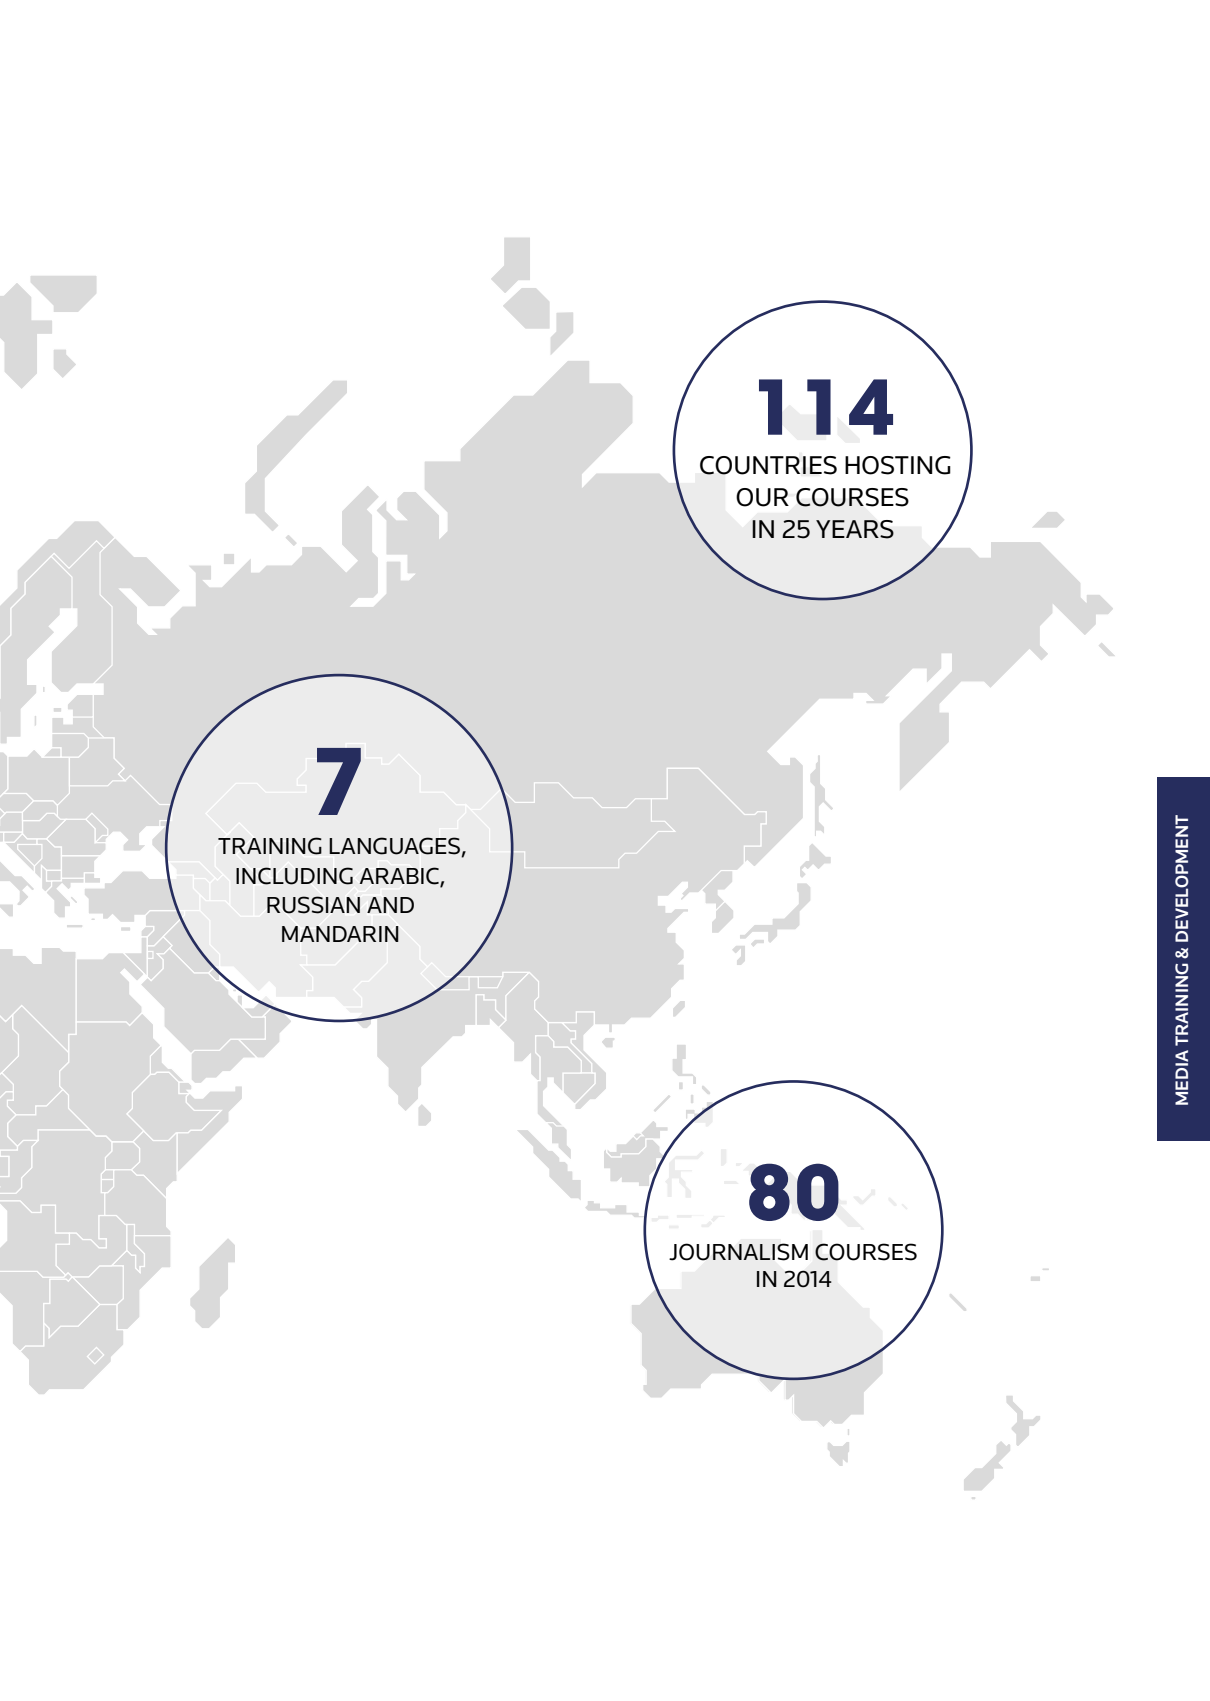 114
COUNTRIES HOSTING
OUR COURSES
IN 25 YEARS
7
TRAINING LANGUAGES,
INCLUDING ARABIC,
RUSSIAN AND
MANDARIN
80
JOURNALISM COURSES
IN 2014
MEDIA TRAINING & DEVELOPMENT